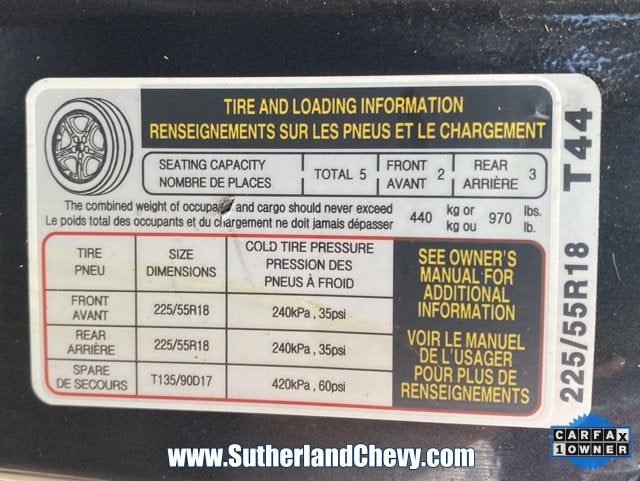 TIRE AND LOADING INFORMATION
RENSEIGNEMENTS SUR LES PNEUS ET LE CHARGEMENT
SEATING CAPACITY
NOMBRE DE PLACES
TOTAL 5
FRONT
AVANT 2
REAR
ARRIÈRE 3
The combined weight of and cargo should never exceed
Le poids total des occupants et du chargement ne doit jamais dépasser
440 kg or 970 lbs.
kg ou lb.
TIRE
PNEU
SIZE
DIMENSIONS
COLD TIRE PRESSURE
PRESSION DES
PNEUS À FROID
FRONT
AVANT
225/55R18
240kPa , 35psi
REAR
ARRIÈRE
225/55R18
240kPa , 35psi
SPARE
DE SECOURS
T135/90D17
420kPa , 60psi
SEE OWNER'S
MANUAL FOR
ADDITIONAL
INFORMATION
VOIR LE MANUEL
DE L'USAGER
POUR PLUS DE
RENSEIGNEMENTS
225/55R18 T44
www.SutherlandChevy.com
CARFAX
1 OWNER